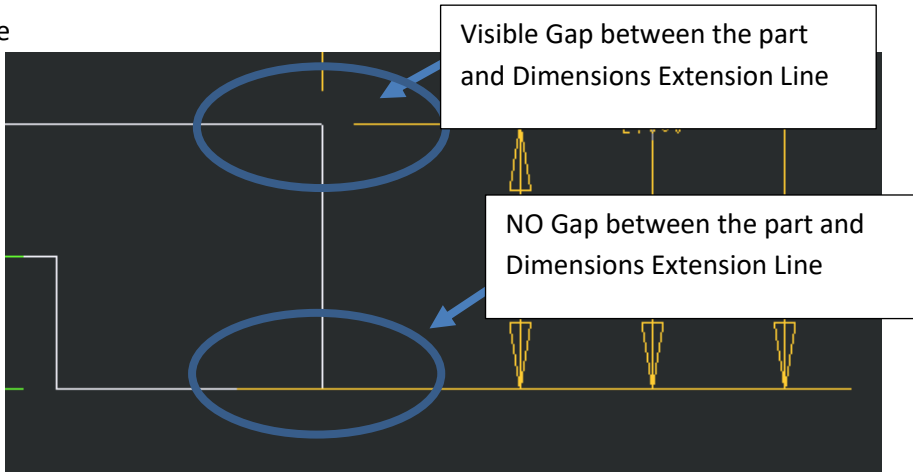 e
Visible Gap between the part
and Dimensions Extension Line
NO Gap between the part and
Dimensions Extension Line